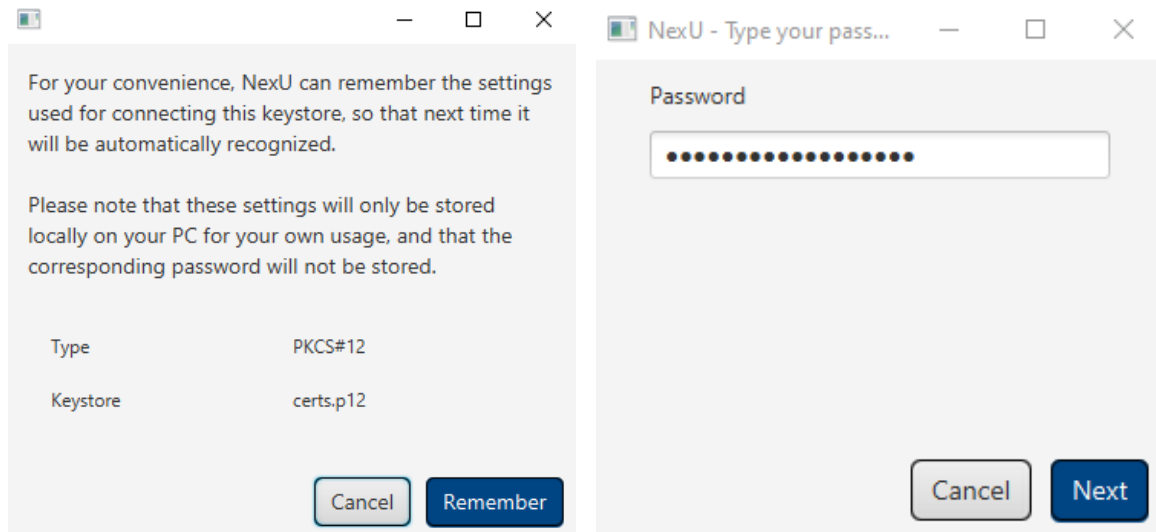 For your convenience, NexU can remember the settings
used for connecting this keystore, so that next time it
will be automatically recognized.
Please note that these settings will only be stored
locally on your PC for your own usage, and that the
corresponding password will not be stored.
Type PKCS#12
Keystore certs.p12
Cancel Remember
NexU - Type your pass...
Password
••••••••••••••••••
Cancel Next